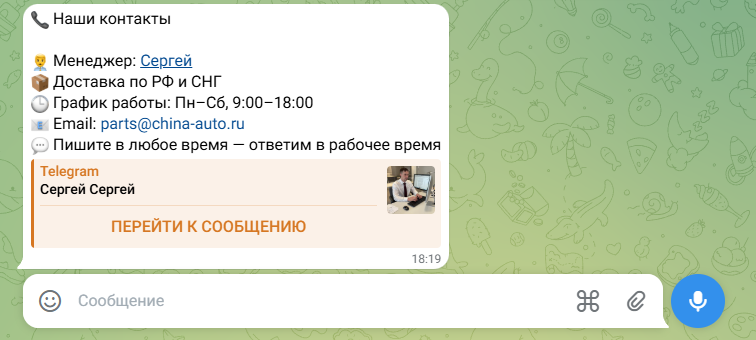 📞 Наши контакты
👨‍💼 Менеджер: Сергей
📦 Доставка по РФ и СНГ
🕒 График работы: Пн–Сб, 9:00–18:00
📧 Email: parts@china-auto.ru
💬 Пишите в любое время — ответим в рабочее время
Telegram
Сергей Сергей
ПЕРЕЙТИ К СООБЩЕНИЮ
18:19
Сообщение